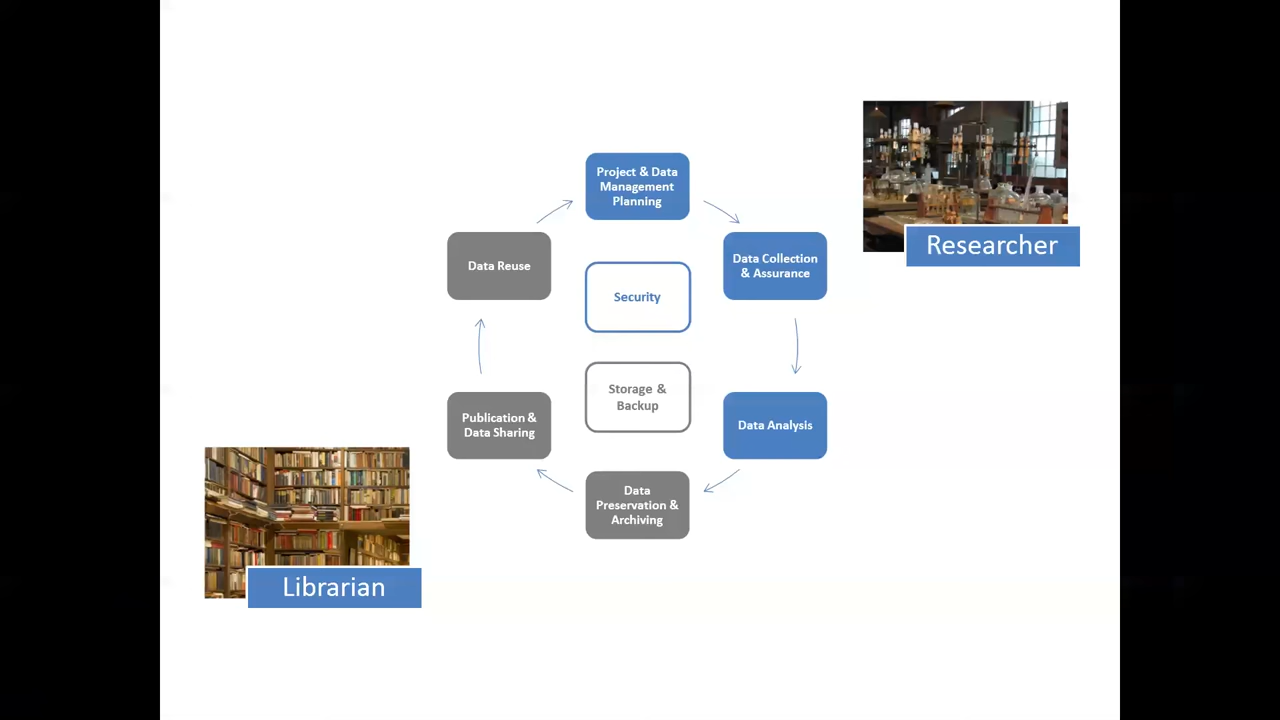 Project & Data
Management
Planning
Data Collection
& Assurance
Data Analysis
Data
Preservation &
Archiving
Publication &
Data Sharing
Data Reuse
Security
Storage &
Backup
Researcher
Librarian